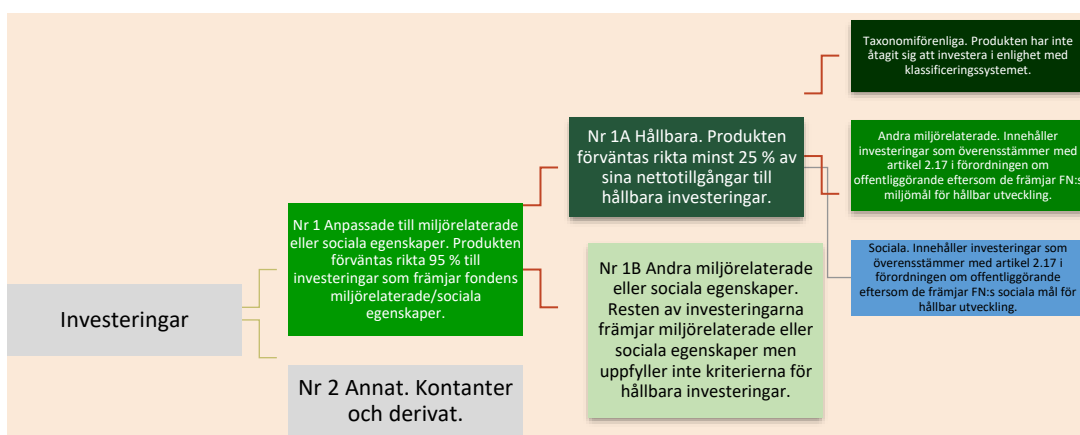 Investeringar
Nr 1 Anpassade till miljörelaterade
eller sociala egenskaper. Produkten
förväntas rikta 95 % till
investeringar som främjar fondens
miljörelaterade/sociala
egenskaper.
Nr 2 Annat. Kontanter
och derivat.
Nr 1A Hållbara. Produkten
förväntas rikta minst 25 % av
sina nettotillgångar till
hållbara investeringar.
Nr 1B Andra miljörelaterade
eller sociala egenskaper.
Resten av investeringarna
främjar miljörelaterade eller
sociala egenskaper men
uppfyller inte kriterierna för
hållbara investeringar.
Taxonomiförenliga. Produkten har inte
åtagit sig att investera i enlighet med
klassificeringssystemet.
Andra miljörelaterade. Innehåller
investeringar som överensstämmer med
artikel 2.17 i förordningen om
offentliggörande eftersom de främjar FN:s
miljömål för hållbar utveckling.
Sociala. Innehåller investeringar som
överensstämmer med artikel 2.17 i
förordningen om offentliggörande
eftersom de främjar FN:s sociala mål för
hållbar utveckling.